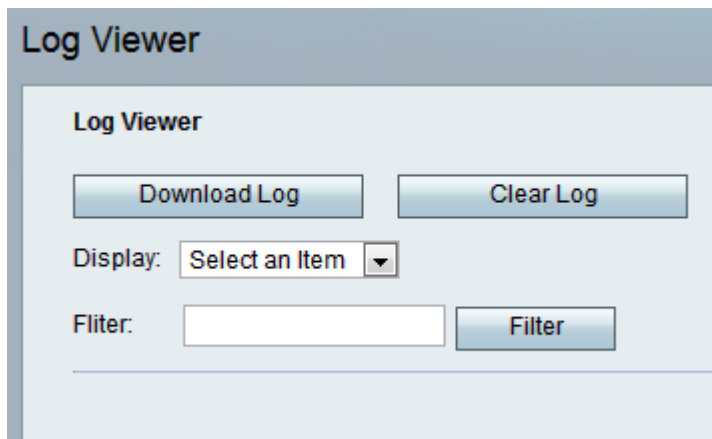 Log Viewer
Log Viewer
Download Log Clear Log
Display: Select an Item
Fliter: Filter